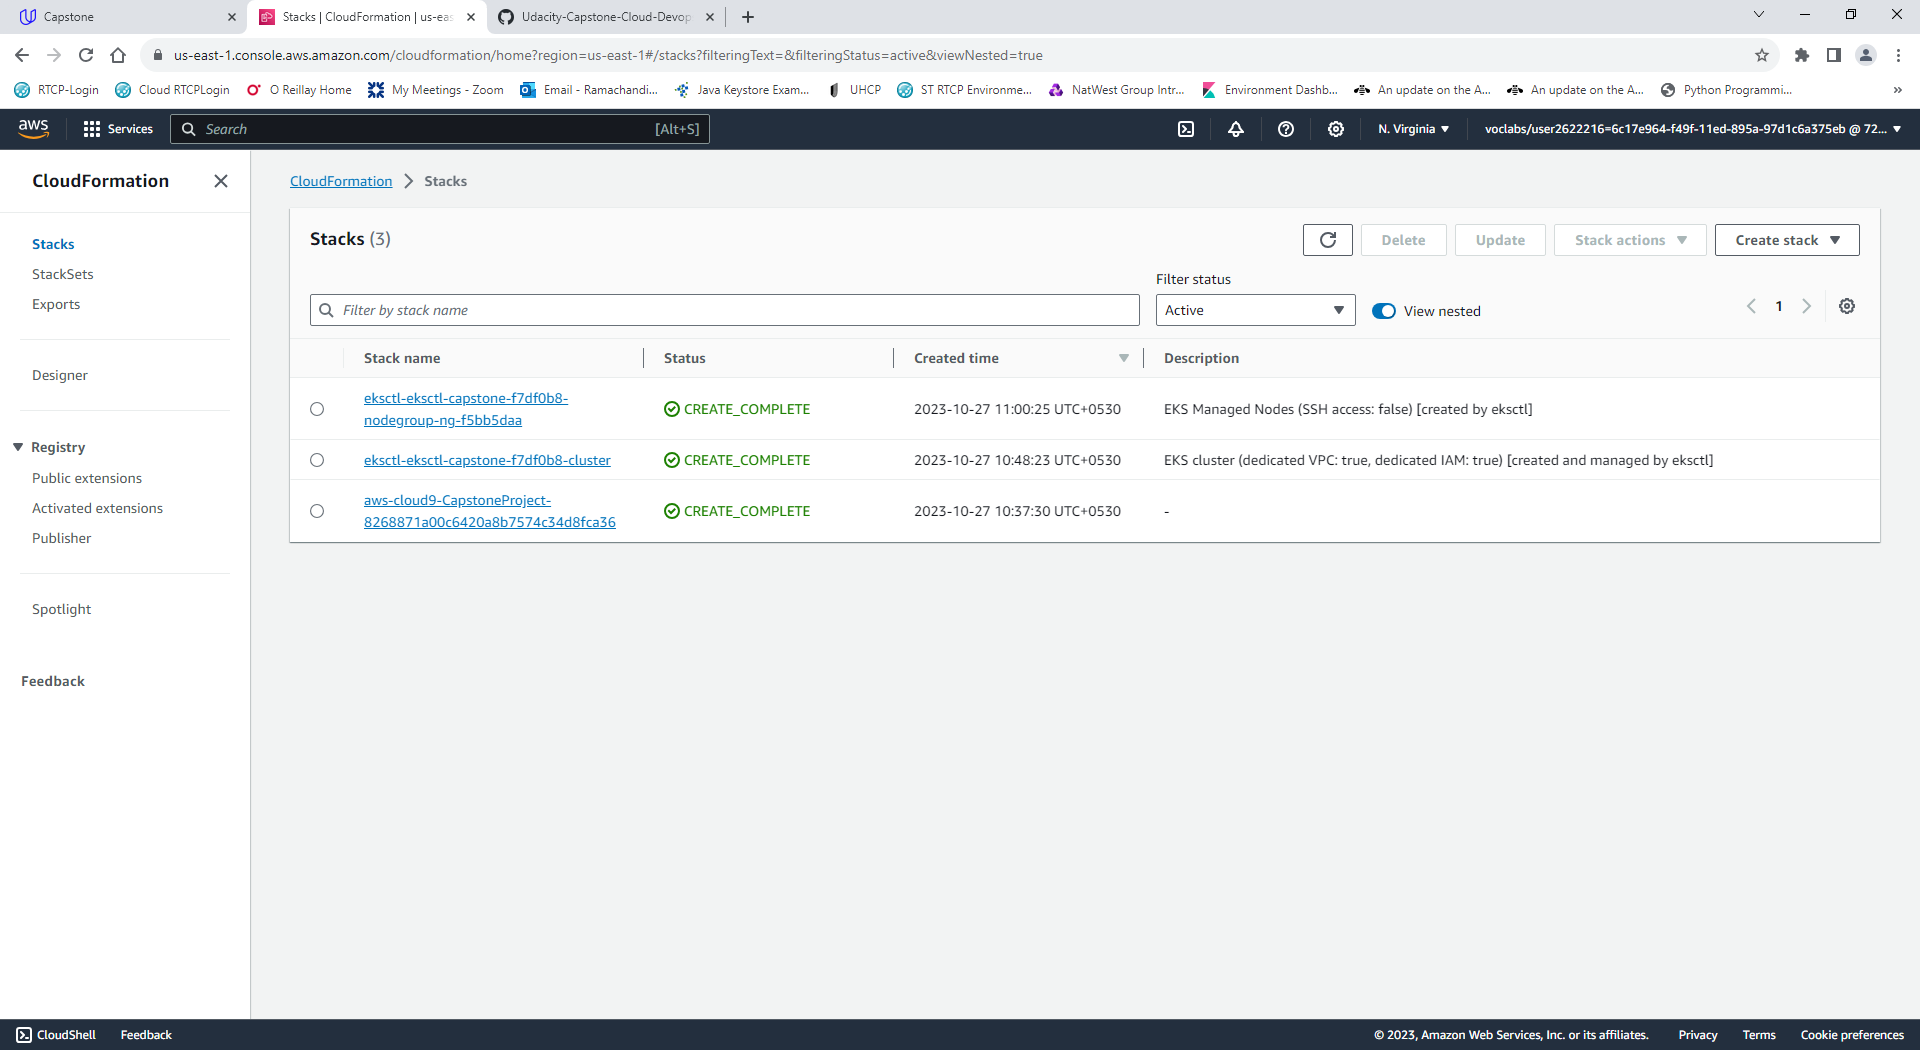 Capstone
Stacks | CloudFormation | us-eas
Udacity-Capstone-Cloud-Devop
us-east-1.console.aws.amazon.com/cloudformation/home?region=us-east-1#/stacks?filteringText=&filteringStatus=active&viewNested=true
RTCP-Login
Cloud RTCPLogin
O Reillay Home
My Meetings - Zoom
Email - Ramachandi...
Java Keystore Exam...
UHCP
ST RTCP Environme...
NatWest Group Intr...
Environment Dashb...
An update on the A...
An update on the A...
Python Programmi...
»
aws
Services
Search
[Alt+S]
N. Virginia
voclabs/user2622216=6c17e964-f49f-11ed-895a-97d1c6a375eb @ 72...
CloudFormation
Stacks
StackSets
Exports
Designer
Registry
Public extensions
Activated extensions
Publisher
Spotlight
Feedback
CloudFormation > Stacks
Stacks (3)
Delete
Update
Stack actions
Create stack
Filter status
Filter by stack name
Active
View nested
1
Stack name
Status
Created time
Description
eksctl-eksctl-capstone-f7df0b8-
nodegroup-ng-f5bb5daa
CREATE_COMPLETE
2023-10-27 11:00:25 UTC+0530
EKS Managed Nodes (SSH access: false) [created by eksctl]
eksctl-eksctl-capstone-f7df0b8-cluster
CREATE_COMPLETE
2023-10-27 10:48:23 UTC+0530
EKS cluster (dedicated VPC: true, dedicated IAM: true) [created and managed by eksctl]
aws-cloud9-CapstoneProject-
8268871a00c6420a8b7574c34d8fca36
CREATE_COMPLETE
2023-10-27 10:37:30 UTC+0530
-
CloudShell
Feedback
© 2023, Amazon Web Services, Inc. or its affiliates.
Privacy
Terms
Cookie preferences